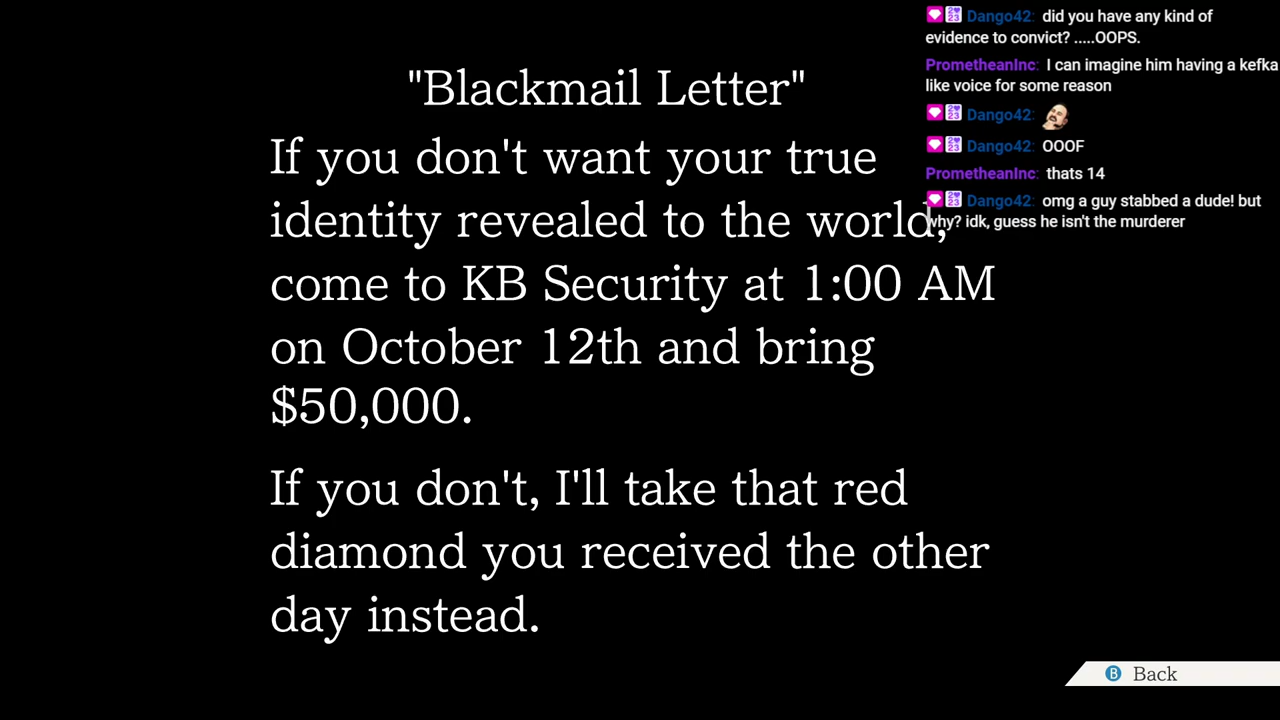 "Blackmail Letter"
If you don't want your true
identity revealed to the world,
come to KB Security at 1:00 AM
on October 12th and bring
$50,000.
If you don't, I'll take that red
diamond you received the other
day instead.
2023 Dango42: did you have any kind of
evidence to convict? .....OOPS.
PrometheanInc: I can imagine him having a kefka
like voice for some reason
2023 Dango42:
2023 Dango42: OOOF
PrometheanInc: thats 14
2023 Dango42: omg a guy stabbed a dude! but
why? idk, guess he isn't the murderer
B Back